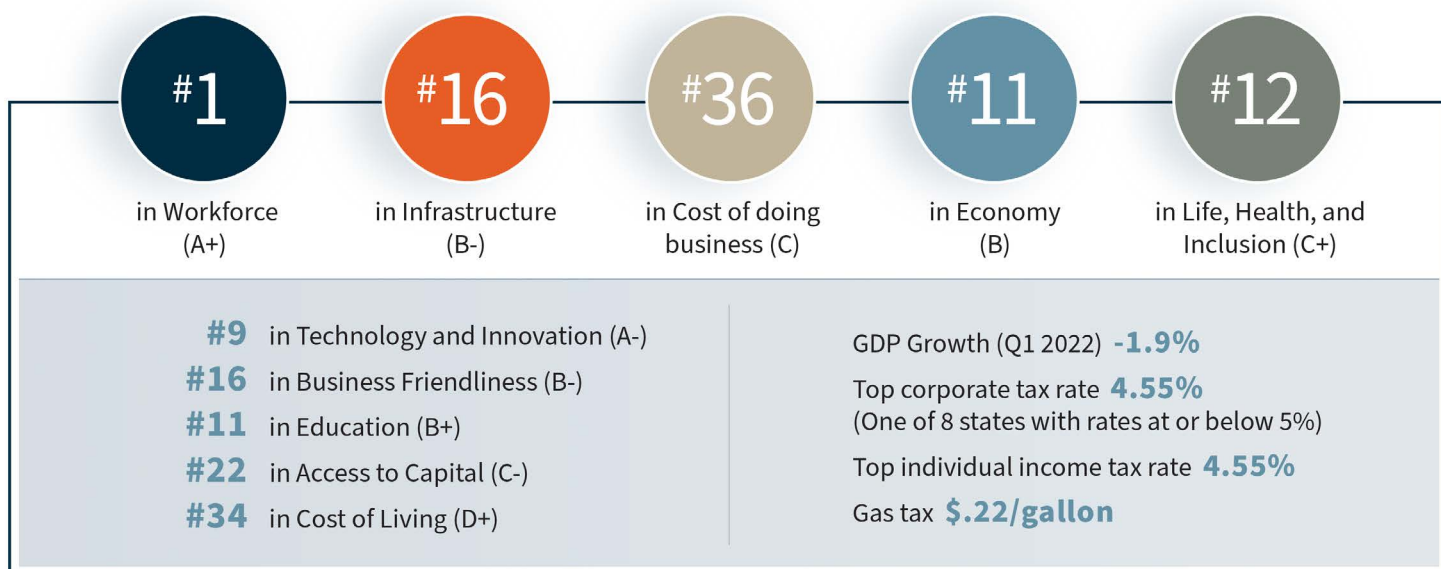 #1
in Workforce
(A+)
#16
in Infrastructure
(B-)
#36
in Cost of doing
business (C)
#11
in Economy
(B)
#12
in Life, Health, and
Inclusion (C+)
#9 in Technology and Innovation (A-)
#16 in Business Friendliness (B-)
#11 in Education (B+)
#22 in Access to Capital (C-)
#34 in Cost of Living (D+)
GDP Growth (Q1 2022) -1.9%
Top corporate tax rate 4.55%
(One of 8 states with rates at or below 5%)
Top individual income tax rate 4.55%
Gas tax $.22/gallon